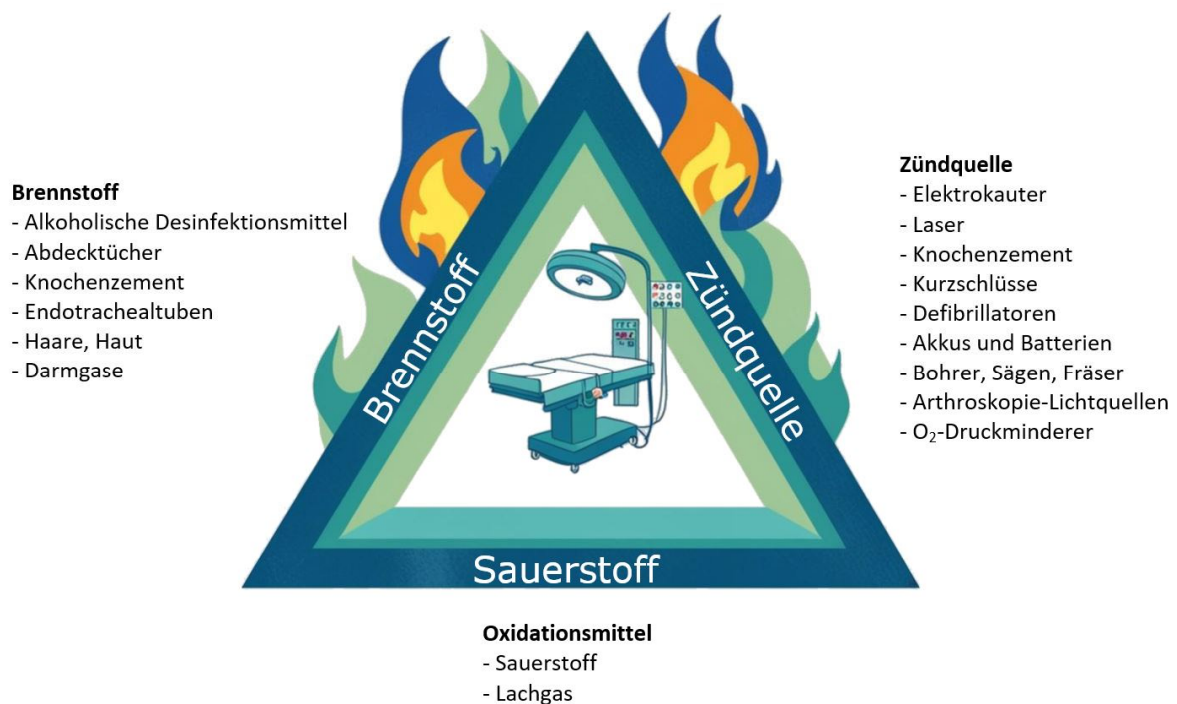 Brennstoff
- Alkoholische Desinfektionsmittel
- Abdecktücher
- Knochenzement
- Endotrachealtuben
- Haare, Haut
- Darmgase
Brennstoff
Zündquelle
Zündquelle
- Elektrokauter
- Laser
- Knochenzement
- Kurzschlüsse
- Defibrillatoren
- Akkus und Batterien
- Bohrer, Sägen, Fräser
- Arthroskopie-Lichtquellen
- O₂-Druckminderer
Sauerstoff
Oxidationsmittel
- Sauerstoff
- Lachgas